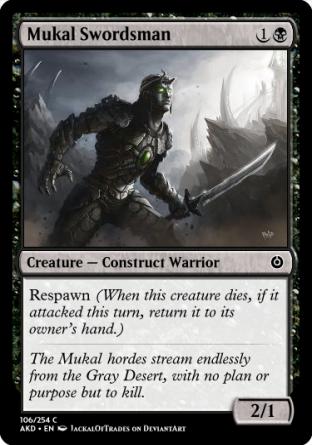 Mukal Swordsman 1
Creature — Construct Warrior
Respawn (When this creature dies, if it
attacked this turn, return it to its
owner's hand.)
The Mukal hordes stream endlessly
from the Gray Desert, with no plan or
purpose but to kill.
2/1
106/254 C
AKD • EN JackalOfTrades on DeviantArt